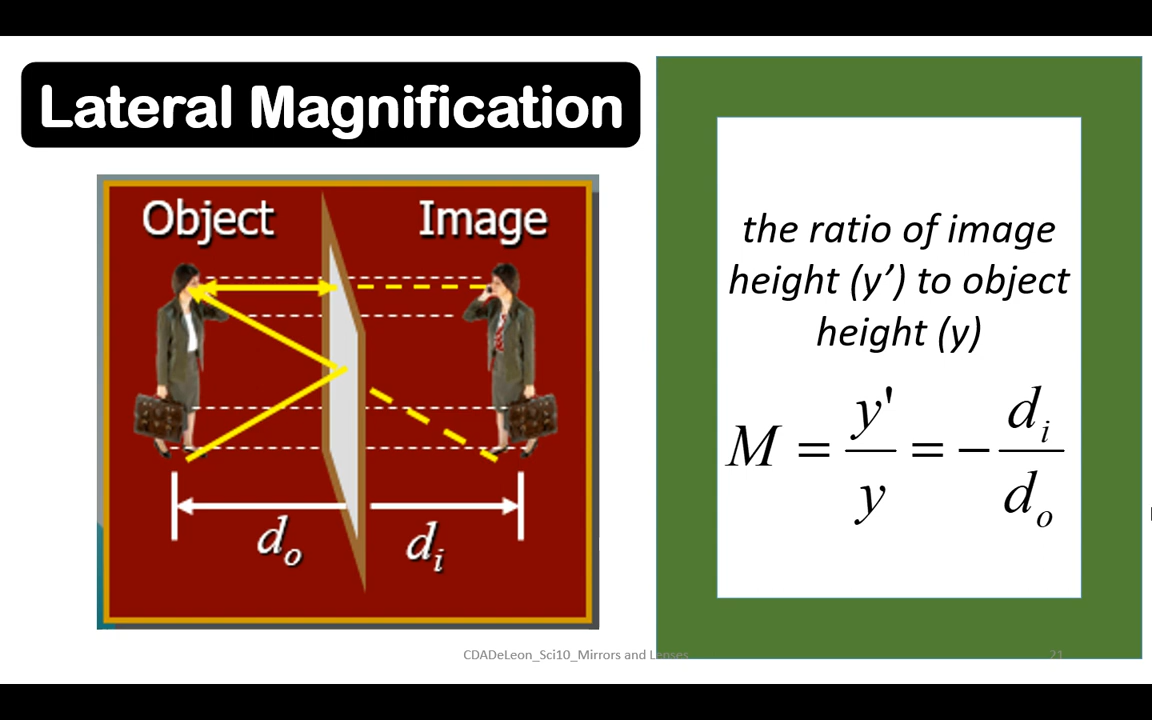 Lateral Magnification
Object
Image
d_o
d_i
the ratio of image
height (y’) to object
height (y)
M = y'/y = − d_i/d_o
CDADeLeon_Sci10_Mirrors and Lenses
21